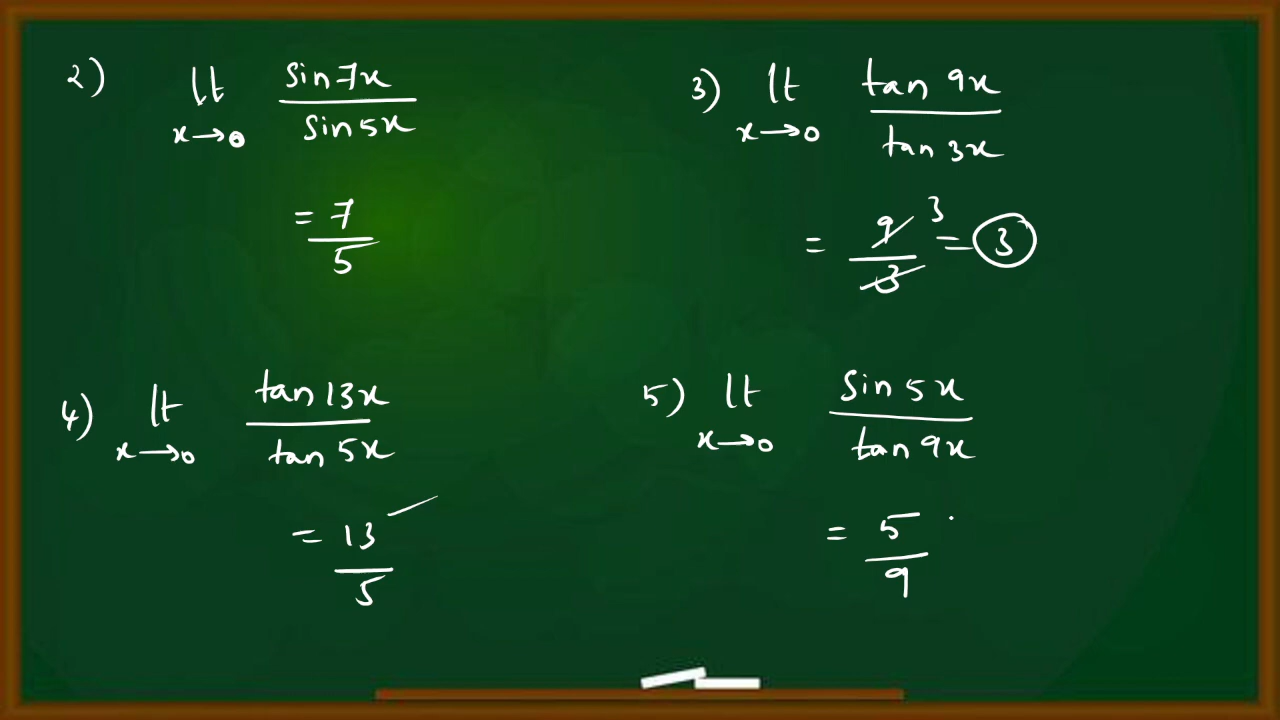 2) lt x→0 sin7x / sin5x
= 7 / 5
3) lt x→0 tan 9x / tan 3x
= 9 / 3 3 = 3
4) lt x→0 tan 13x / tan 5x
= 13 / 5
5) lt x→0 sin 5x / tan 9x
= 5 / 9